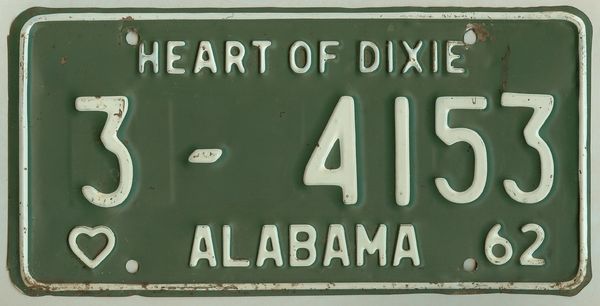 HEART OF DIXIE
3-4153
ALABAMA 62